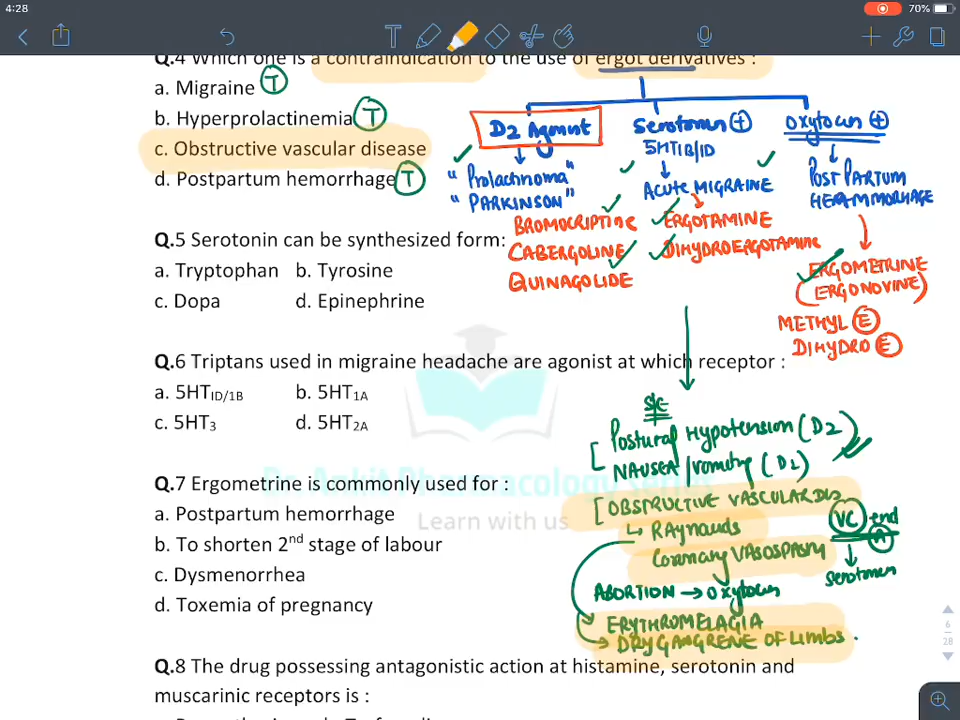 4:28
70%
Q.4 Which one is a contraindication to the use of ergot derivatives :
a. Migraine T
b. Hyperprolactinemia T
c. Obstructive vascular disease
d. Postpartum hemorrhage T
D2 Agonist
"Prolactinoma"
"PARKINSON"
BROMOCRIPTINE
CABERGOLINE
QUINAGOLIDE
Serotonin +
5HT1B/1D
ACUTE MIGRAINE
ERGOTAMINE
DIHYDROERGOTAMINE
Oxytocin +
POST PARTUM
HEAMMORHAGE
ERGOMETRINE
(ERGONOVINE)
METHYL E
DIHYDRO E
Q.5 Serotonin can be synthesized form:
a. Tryptophan b. Tyrosine
c. Dopa d. Epinephrine
Q.6 Triptans used in migraine headache are agonist at which receptor :
a. 5HT1D/1B b. 5HT1A
c. 5HT3 d. 5HT2A
S/E
[ Postural Hypotension (D2)
NAUSEA/vomiting (D2)
[OBSTRUCTIVE VASCULAR DIS
RAYNAUDS
CORONARY VASOSPASM
VC end
A
serotonin
ABORTION → oxytocin
ERYTHROMELAGIA
DRY GANGRENE OF LIMBS
Learn with us
Q.7 Ergometrine is commonly used for :
a. Postpartum hemorrhage
b. To shorten 2nd stage of labour
c. Dysmenorrhea
d. Toxemia of pregnancy
Q.8 The drug possessing antagonistic action at histamine, serotonin and
muscarinic receptors is :
6
28